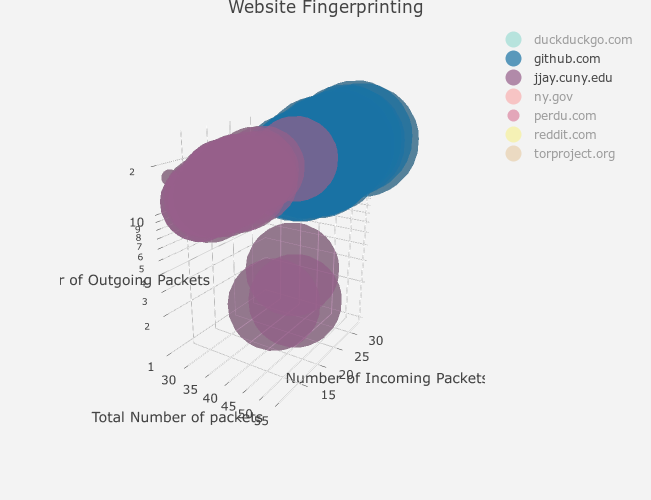 Website Fingerprinting
duckduckgo.com
github.com
jjay.cuny.edu
ny.gov
perdu.com
reddit.com
torproject.org
2
10
9
8
7
6
5
4
3
2
1
r of Outgoing Packets
30
35
40
45
50
55
Total Number of packets
15
20
25
30
Number of Incoming Packets